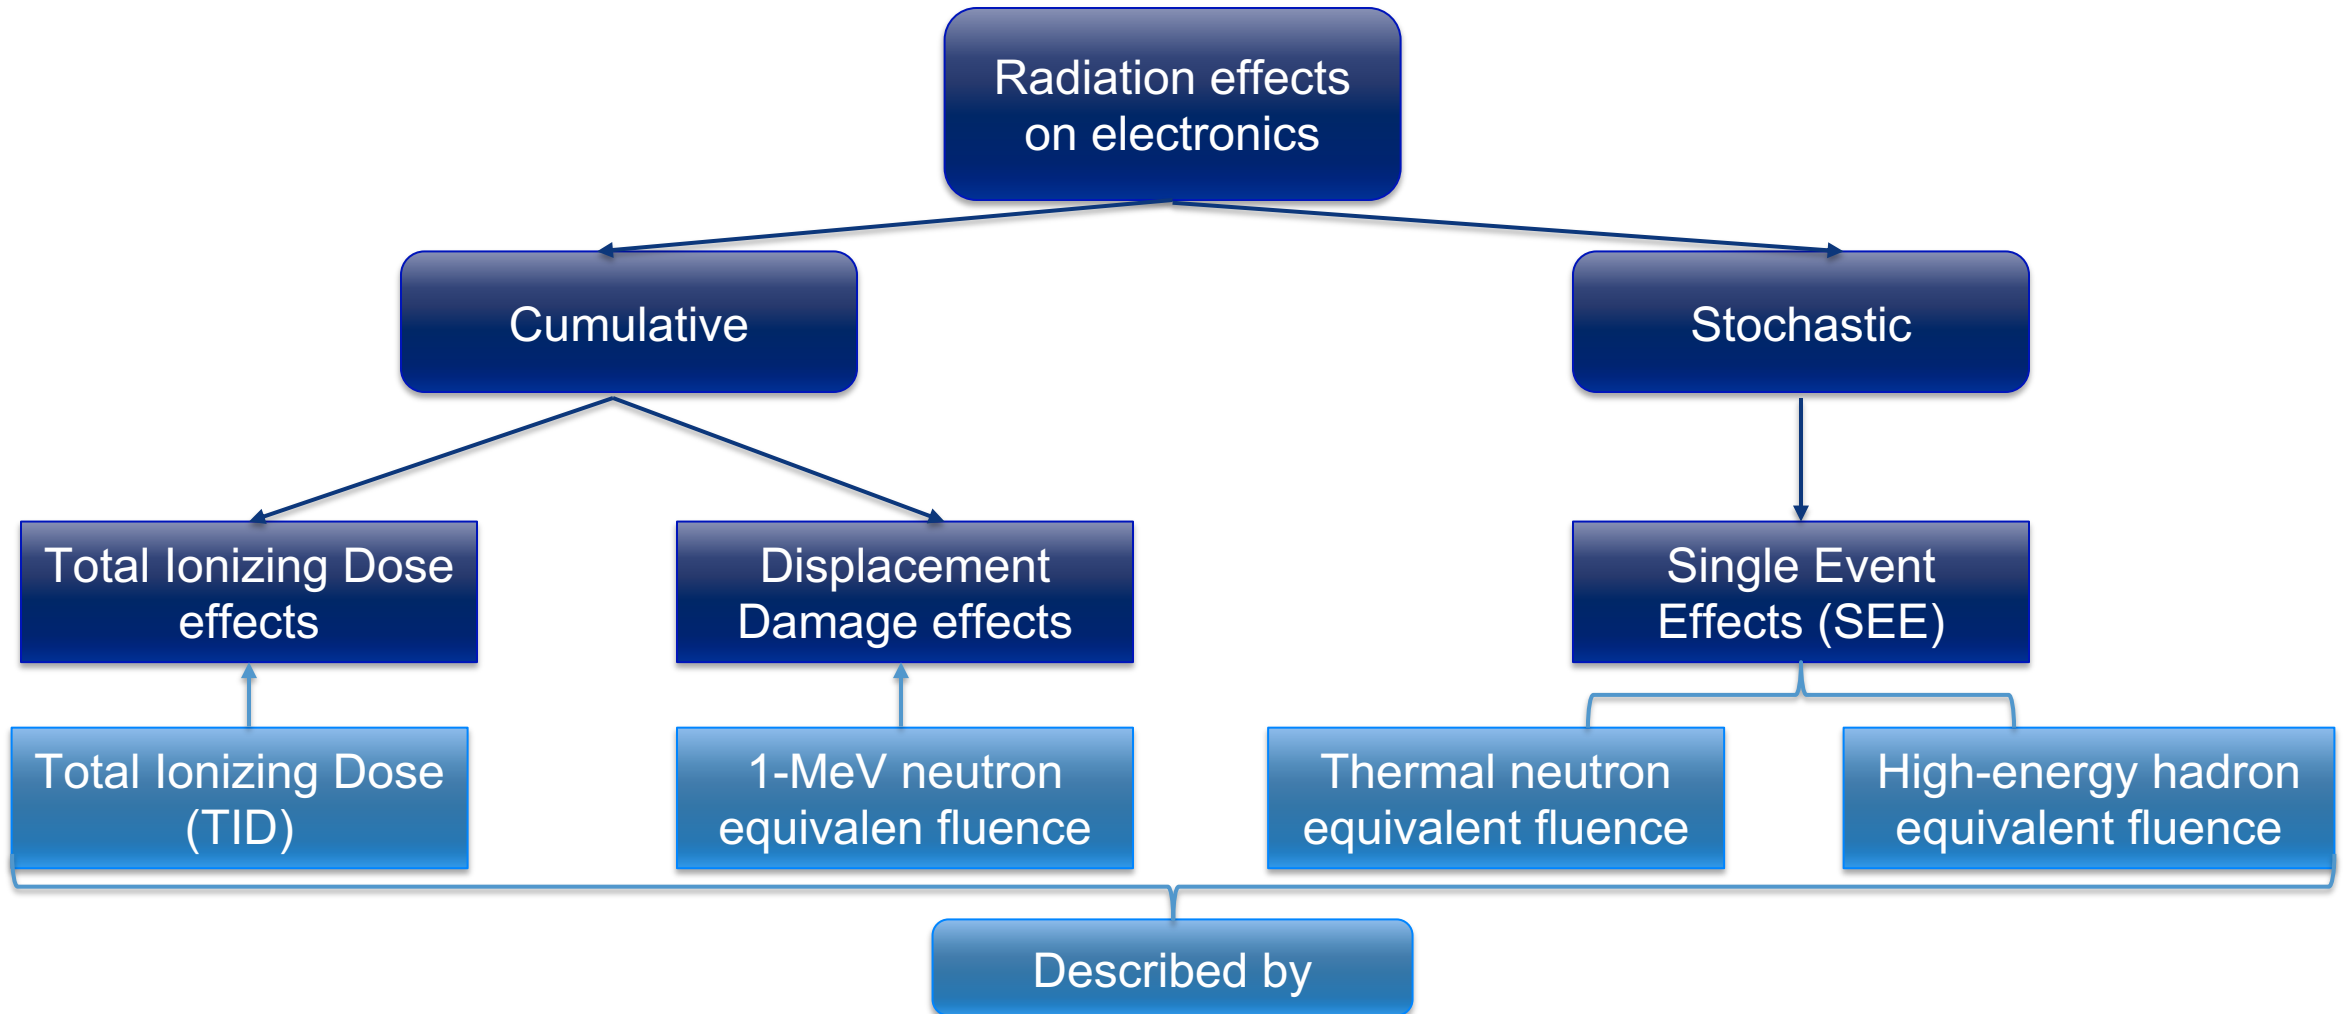 Radiation effects
on electronics
Cumulative
Stochastic
Total Ionizing Dose
effects
Displacement
Damage effects
Single Event
Effects (SEE)
Total Ionizing Dose
(TID)
1-MeV neutron
equivalen fluence
Thermal neutron
equivalent fluence
High-energy hadron
equivalent fluence
Described by